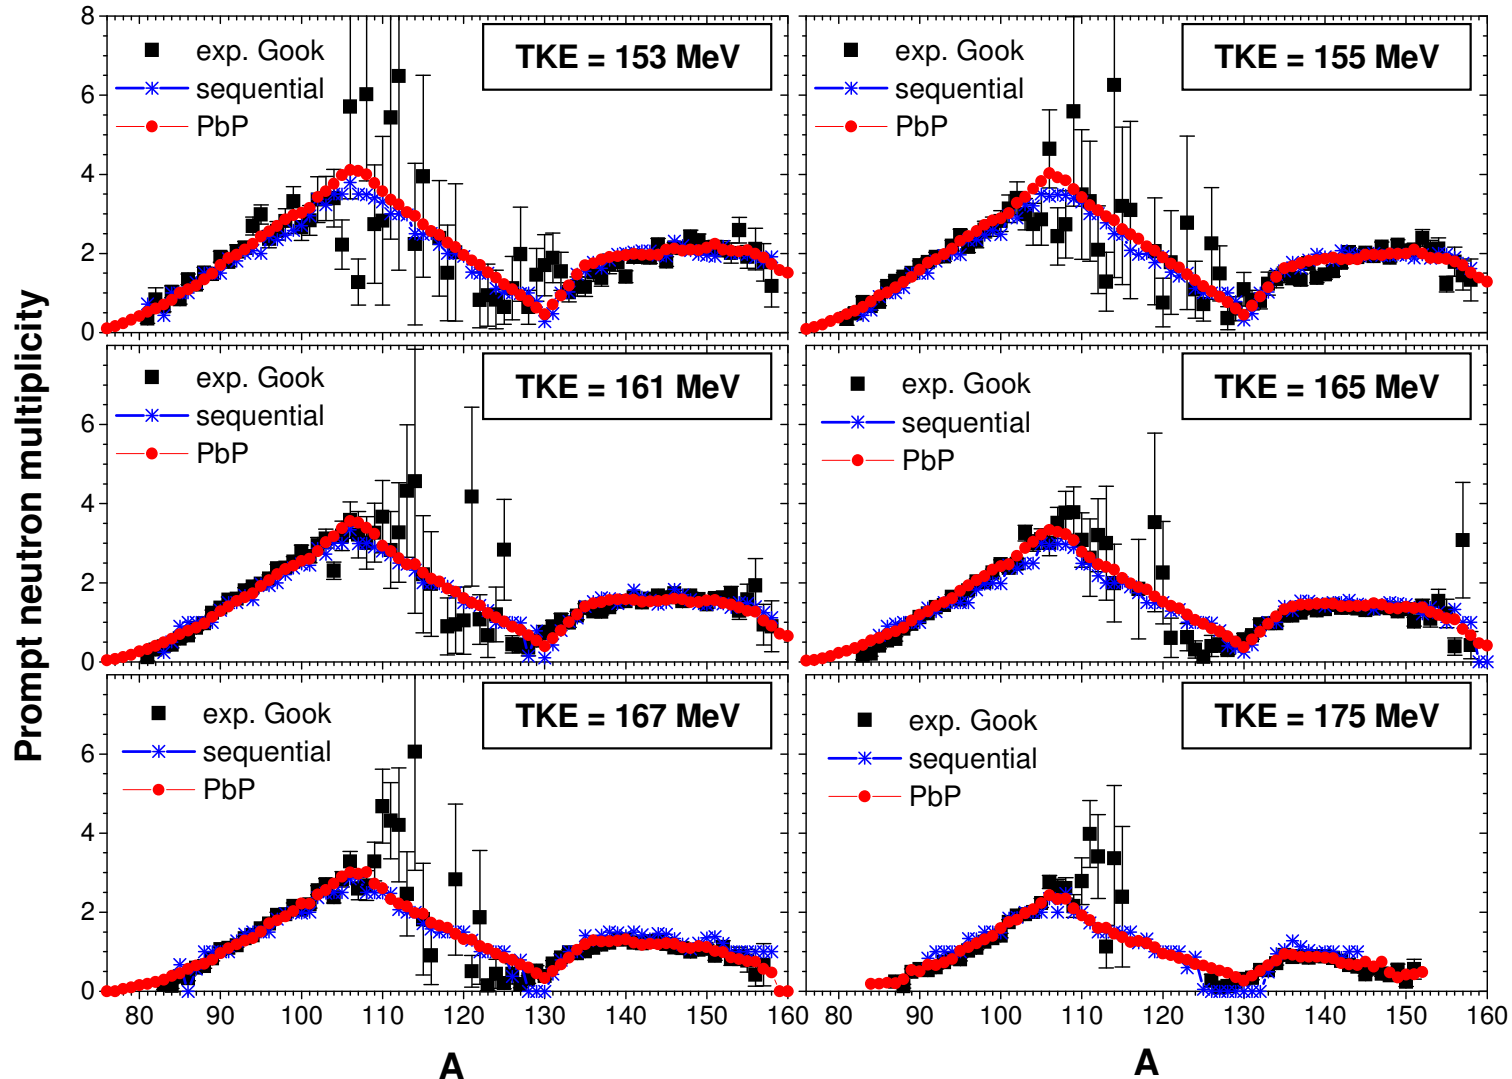 Prompt neutron multiplicity
8
6
4
2
0
exp. Gook
sequential
PbP
TKE = 153 MeV
exp. Gook
sequential
PbP
TKE = 155 MeV
6
4
2
0
exp. Gook
sequential
PbP
TKE = 161 MeV
exp. Gook
sequential
PbP
TKE = 165 MeV
6
4
2
0
exp. Gook
sequential
PbP
TKE = 167 MeV
exp. Gook
sequential
PbP
TKE = 175 MeV
80 90 100 110 120 130 140 150 160
80 90 100 110 120 130 140 150 160
A
A